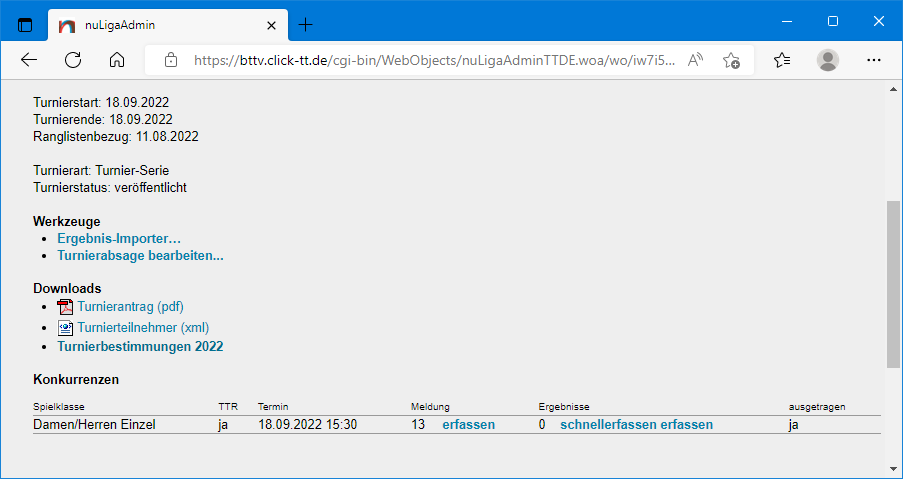 nuLigaAdmin
https://bttv.click-tt.de/cgi-bin/WebObjects/nuLigaAdminTTDE.woa/wo/iw7i5...
Turnierstart: 18.09.2022
Turnierende: 18.09.2022
Ranglistenbezug: 11.08.2022
Turnierart: Turnier-Serie
Turnierstatus: veröffentlicht
Werkzeuge
• Ergebnis-Importer…
• Turnierabsage bearbeiten...
Downloads
• Turnierantrag (pdf)
• Turnierteilnehmer (xml)
• Turnierbestimmungen 2022
Konkurrenzen
Spielklasse TTR Termin Meldung Ergebnisse ausgetragen
Damen/Herren Einzel ja 18.09.2022 15:30 13 erfassen 0 schnellerfassen erfassen ja